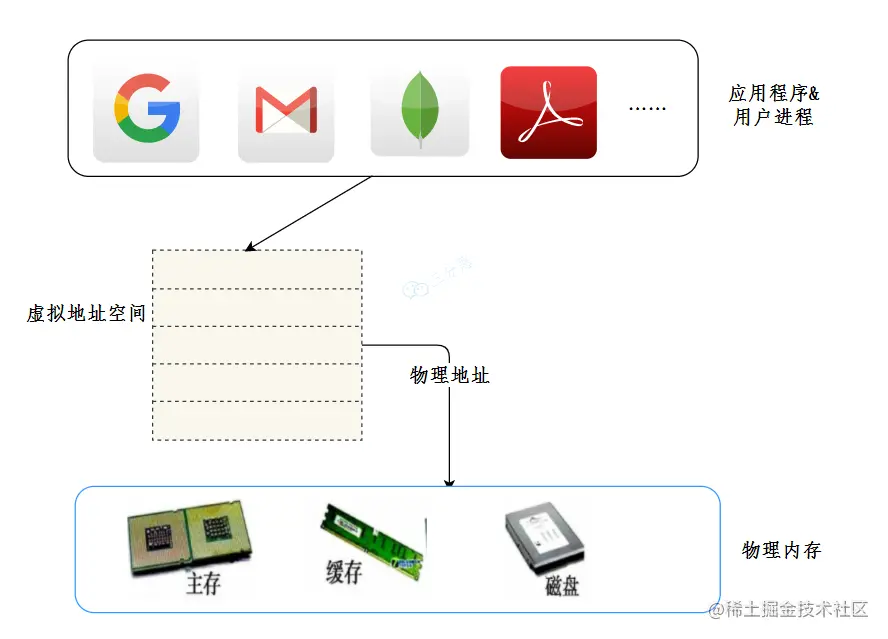 应用程序&
用户进程
……
虚拟地址空间
物理地址
主存
缓存
磁盘
物理内存
@稀土掘金技术社区